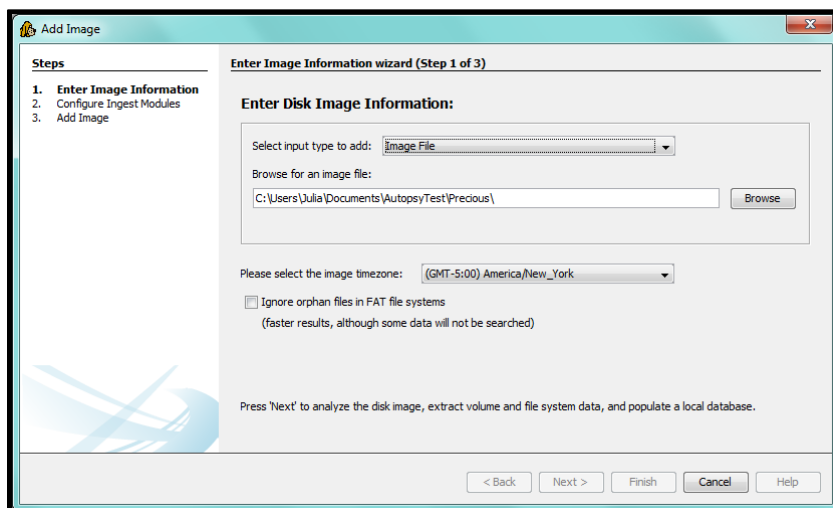 Add Image
Steps
1. Enter Image Information
2. Configure Ingest Modules
3. Add Image
Enter Image Information wizard (Step 1 of 3)
Enter Disk Image Information:
Select input type to add: Image File
Browse for an image file:
C:\Users\Julia\Documents\AutopsyTest\Precious\ Browse
Please select the image timezone: (GMT-5:00) America/New_York
Ignore orphan files in FAT file systems
(faster results, although some data will not be searched)
Press 'Next' to analyze the disk image, extract volume and file system data, and populate a local database.
< Back Next > Finish Cancel Help